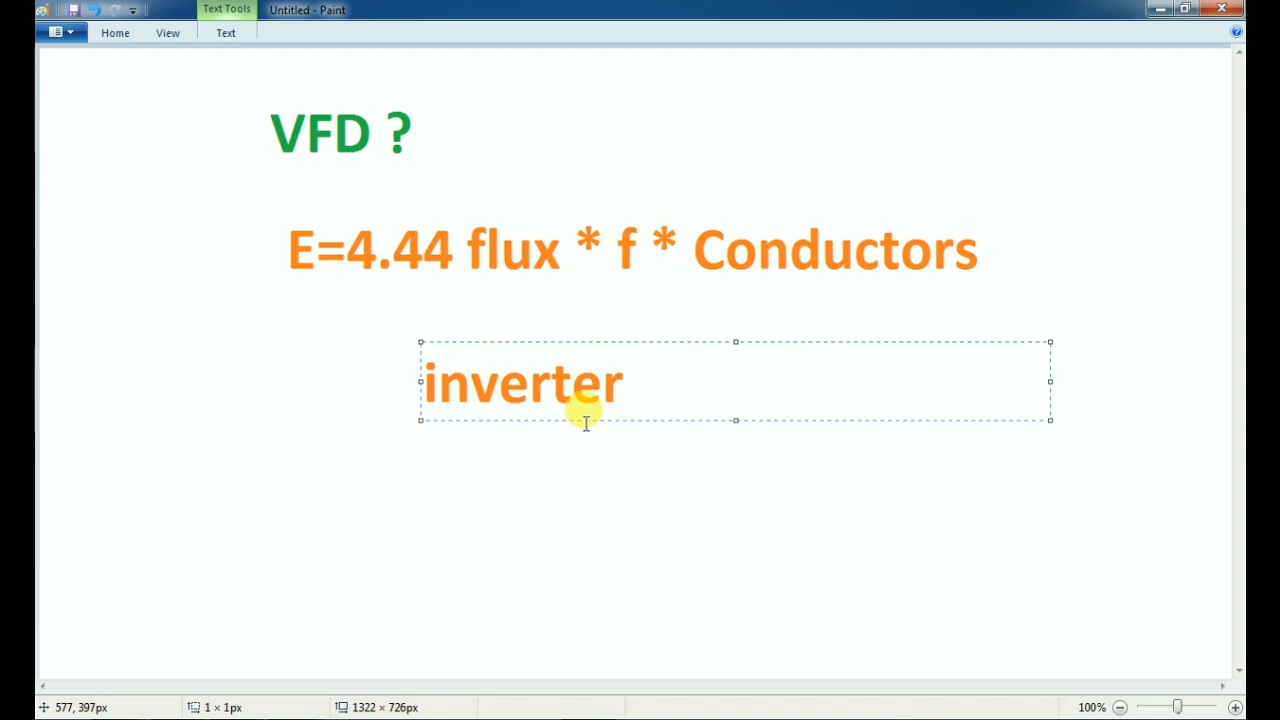 Text Tools
Untitled - Paint
Home
View
Text
VFD ?
E=4.44 flux * f * Conductors
inverter
577, 397px
1 × 1px
1322 × 726px
100%